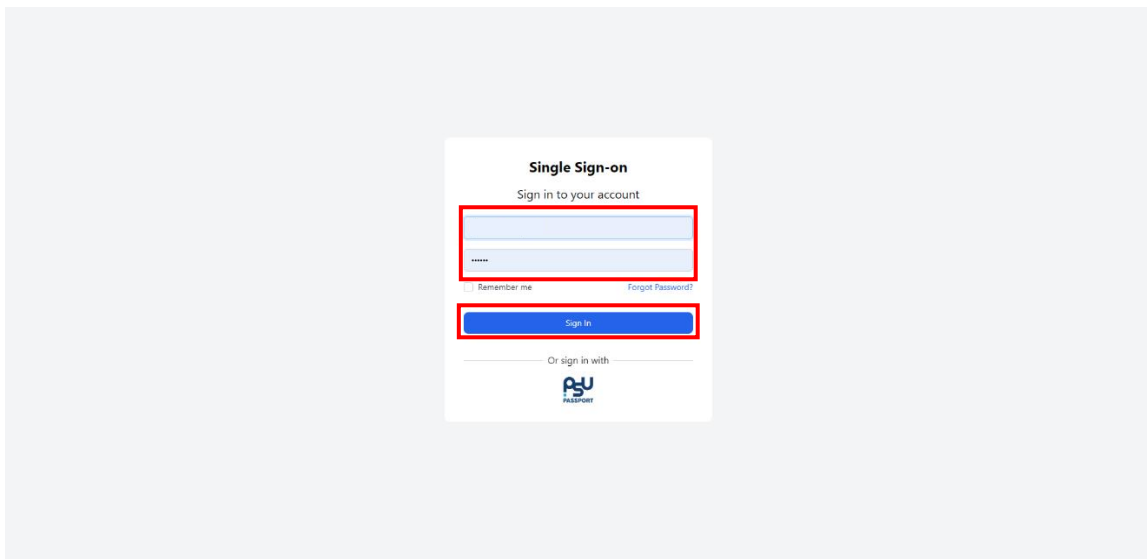 Single Sign-on
Sign in to your account
••••••
Remember me
Forgot Password?
Sign In
Or sign in with
PSU
PASSPORT